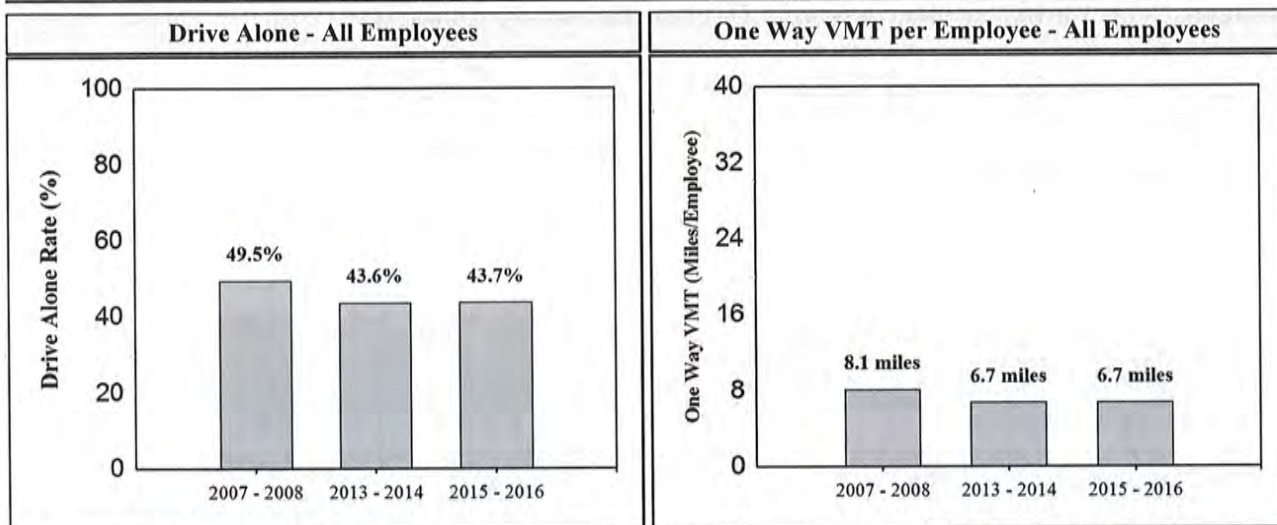 Drive Alone - All Employees
Drive Alone Rate (%)
100
80
60
40
20
0
49.5%
43.6%
43.7%
2007 - 2008
2013 - 2014
2015 - 2016
One Way VMT per Employee - All Employees
One Way VMT (Miles/Employee)
40
32
24
16
8
0
8.1 miles
6.7 miles
6.7 miles
2007 - 2008
2013 - 2014
2015 - 2016